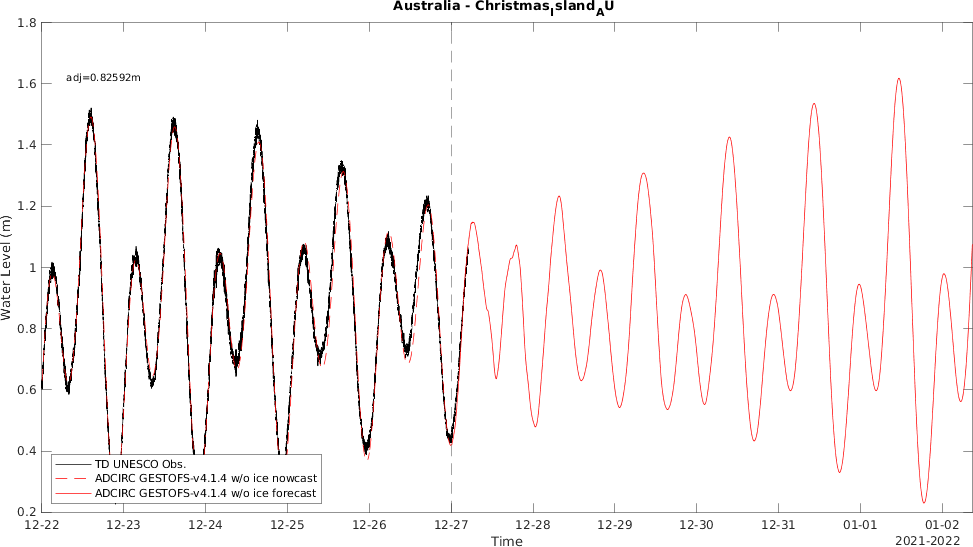 Australia - Christmas_Island_AU
1.8
adj=0.82592m
1.6
1.4
1.2
1
0.8
0.6
0.4
0.2
Water Level (m)
TD UNESCO Obs.
ADCIRC GESTOFS-v4.1.4 w/o ice nowcast
ADCIRC GESTOFS-v4.1.4 w/o ice forecast
12-22 12-23 12-24 12-25 12-26 12-27 12-28 12-29 12-30 12-31 01-01 01-02
Time
2021-2022